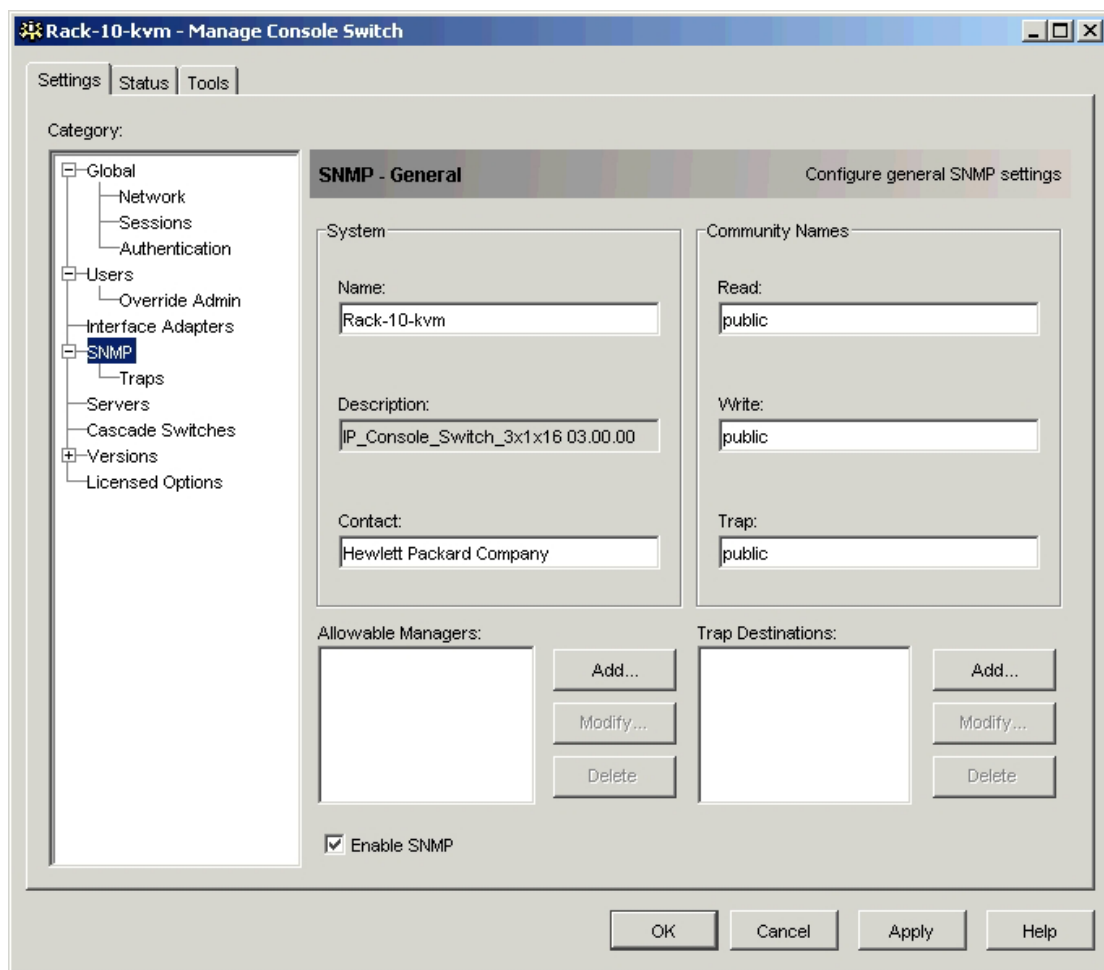 Rack-10-kvm - Manage Console Switch
Settings
Status
Tools
Category:
Global
Network
Sessions
Authentication
Users
Override Admin
Interface Adapters
SNMP
Traps
Servers
Cascade Switches
Versions
Licensed Options
SNMP - General
Configure general SNMP settings
System
Name:
Rack-10-kvm
Description:
IP_Console_Switch_3x1x16 03.00.00
Contact:
Hewlett Packard Company
Community Names
Read:
public
Write:
public
Trap:
public
Allowable Managers:
Add...
Modify...
Delete
Trap Destinations:
Add...
Modify...
Delete
Enable SNMP
OK
Cancel
Apply
Help